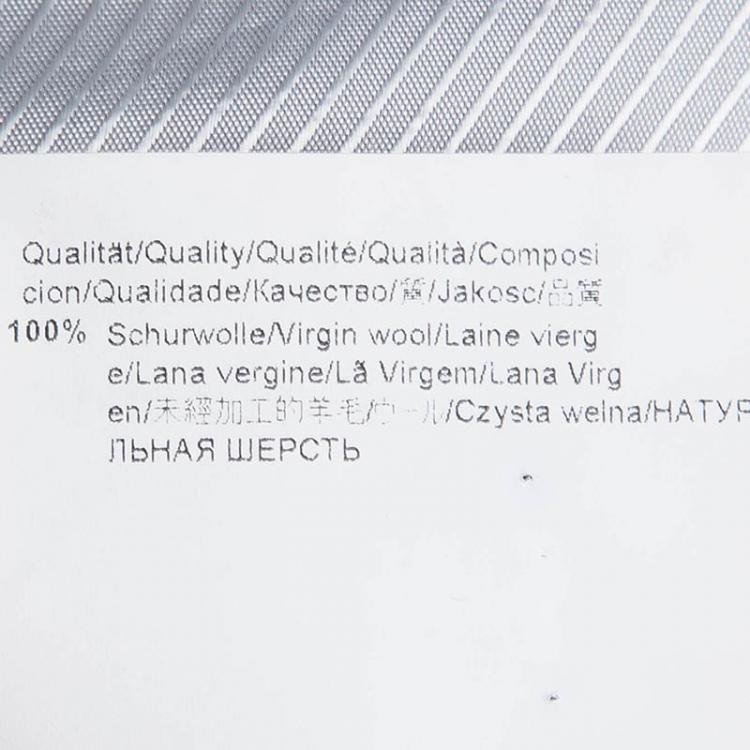 Qualität/Quality/Qualité/Qualità/Composi
cion/Qualidade/Качество/質/Jakosc/品質
100% Schurwolle/Virgin wool/Laine vierg
e/Lana vergine/Lã Virgem/Lana Virg
en/未經加工的羊毛/ウール/Czysta welna/НАТУР
ЛЬНАЯ ШЕРСТЬ